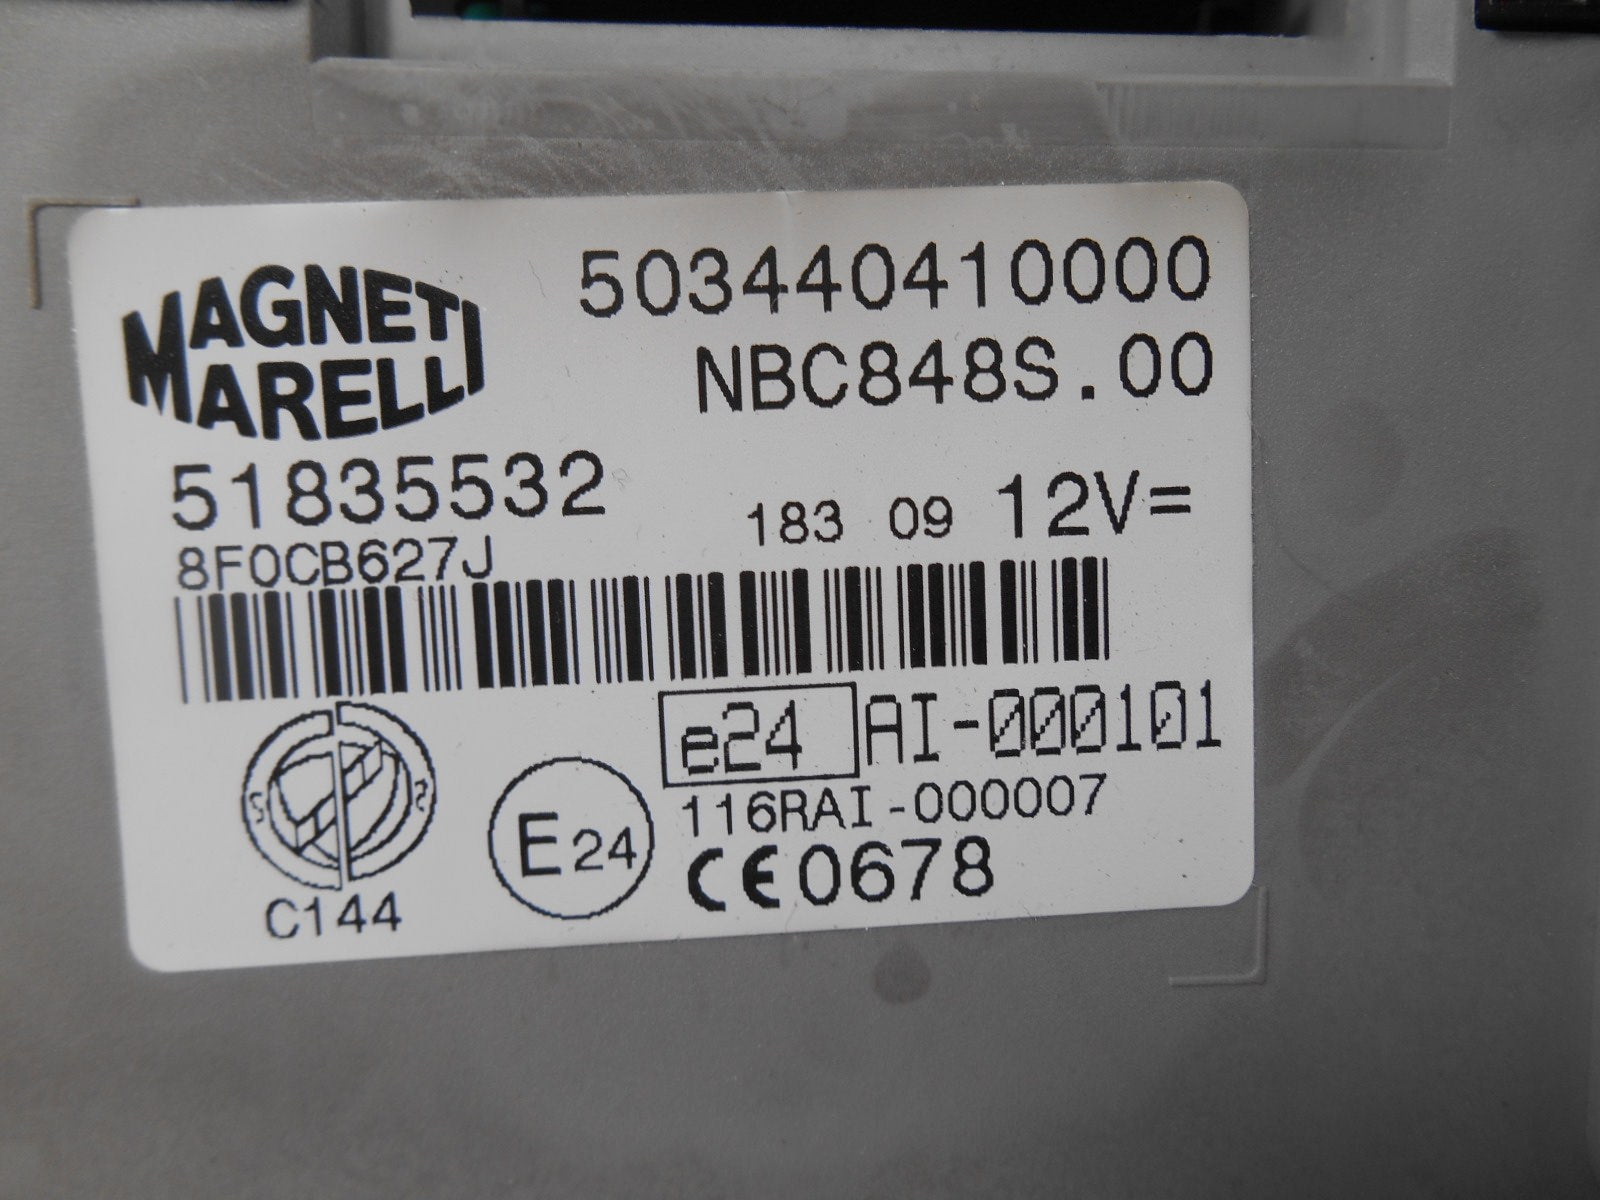 MAGNETI
MARELLI
503440410000
NBC848S.00
51835532
183 09 12V=
8F0CB627J
e24 AI-000101
116RAI-000007
E24
CE0678
C144